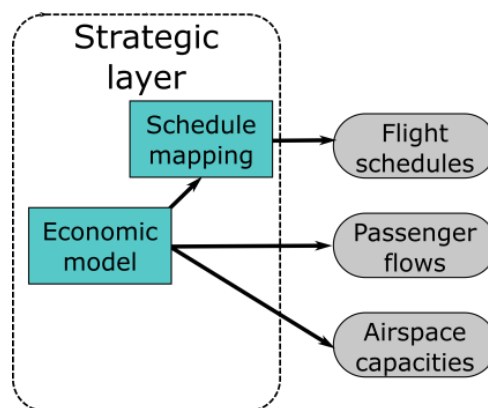 Strategic
layer
Schedule
mapping
Flight
schedules
Economic
model
Passenger
flows
Airspace
capacities